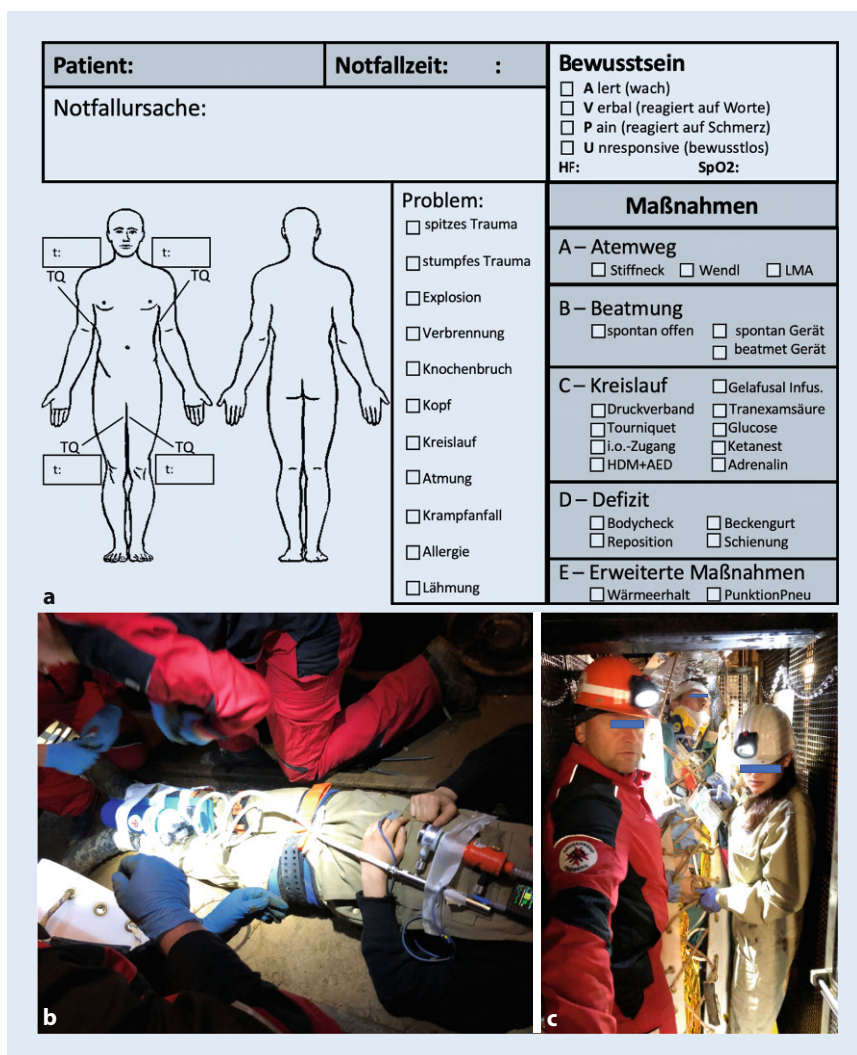 Patient:
Notfallzeit: :
Notfallursache:
Bewusstsein
A lert (wach)
V erbal (reagiert auf Worte)
P ain (reagiert auf Schmerz)
U nresponsive (bewusstlos)
HF: SpO2:
t: t:
TQ TQ
TQ TQ
t: t:
Problem:
spitzes Trauma
stumpfes Trauma
Explosion
Verbrennung
Knochenbruch
Kopf
Kreislauf
Atmung
Krampfanfall
Allergie
Lähmung
Maßnahmen
A – Atemweg
Stiffneck Wendl LMA
B – Beatmung
spontan offen spontan Gerät
beatmet Gerät
C – Kreislauf Gelafusal Infus.
Druckverband Tranexamsäure
Tourniquet Glucose
i.o.-Zugang Ketanest
HDM+AED Adrenalin
D – Defizit
Bodycheck Beckengurt
Reposition Schienung
E – Erweiterte Maßnahmen
Wärmeerhalt PunktionPneu
a
b
c